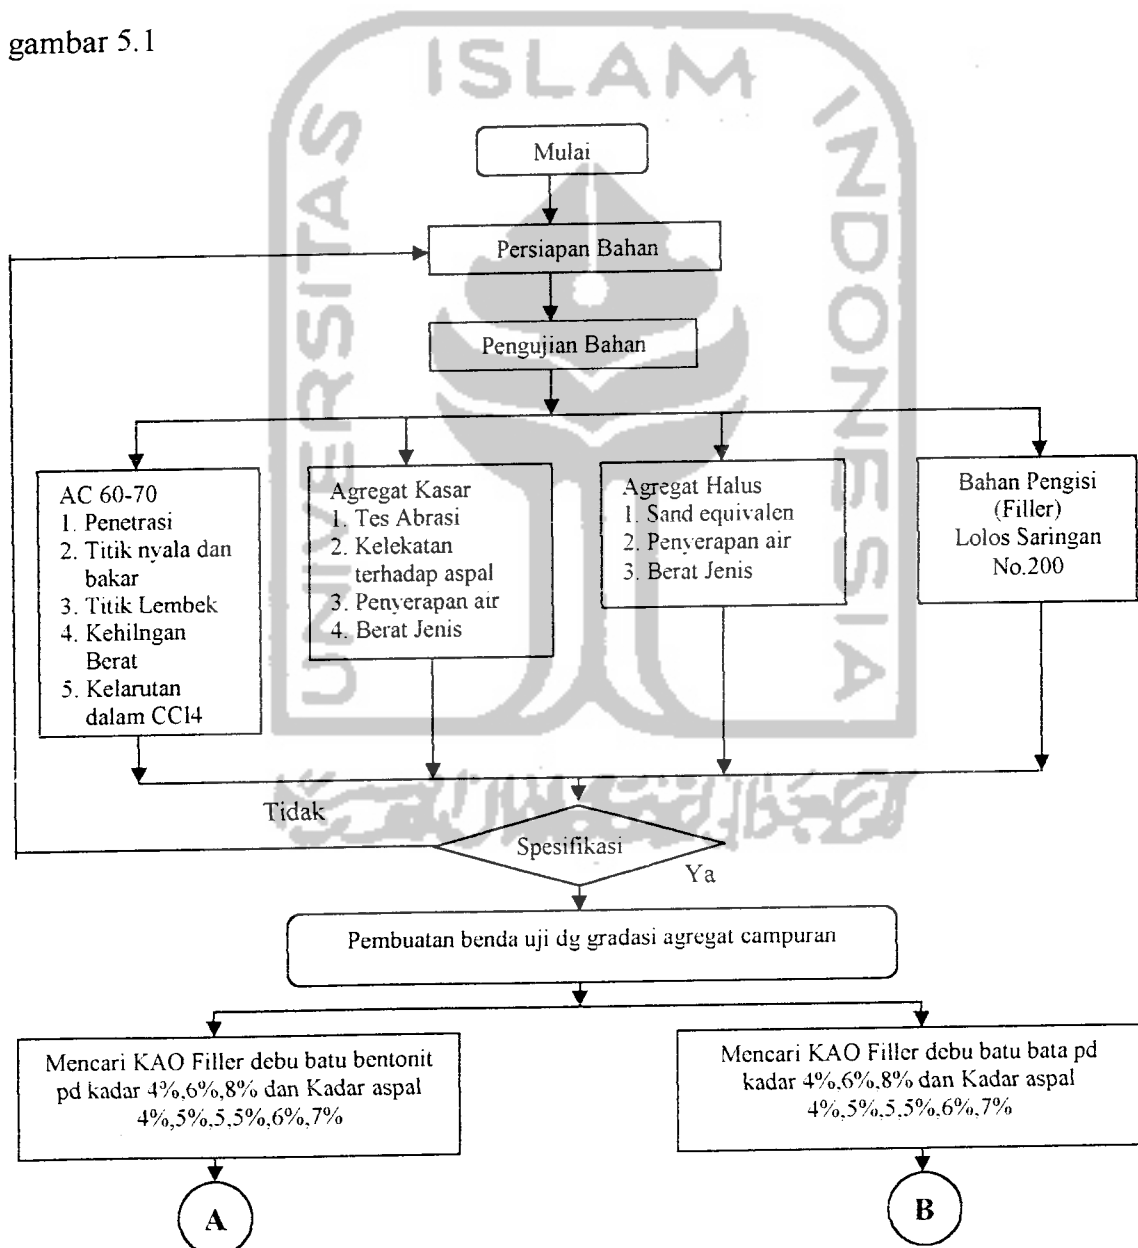 gambar 5.1
ISLAM
UNIVERSITAS
INDONESIA
Mulai
Persiapan Bahan
Pengujian Bahan
AC 60-70
1. Penetrasi
2. Titik nyala dan
bakar
3. Titik Lembek
4. Kehilngan
Berat
5. Kelarutan
dalam CCl4
Agregat Kasar
1. Tes Abrasi
2. Kelekatan
terhadap aspal
3. Penyerapan air
4. Berat Jenis
Agregat Halus
1. Sand equivalen
2. Penyerapan air
3. Berat Jenis
Bahan Pengisi
(Filler)
Lolos Saringan
No.200
Tidak
Spesifikasi
Ya
Pembuatan benda uji dg gradasi agregat campuran
Mencari KAO Filler debu batu bentonit
pd kadar 4%,6%,8% dan Kadar aspal
4%,5%,5,5%,6%,7%
Mencari KAO Filler debu batu bata pd
kadar 4%,6%,8% dan Kadar aspal
4%,5%,5,5%,6%,7%
A
B